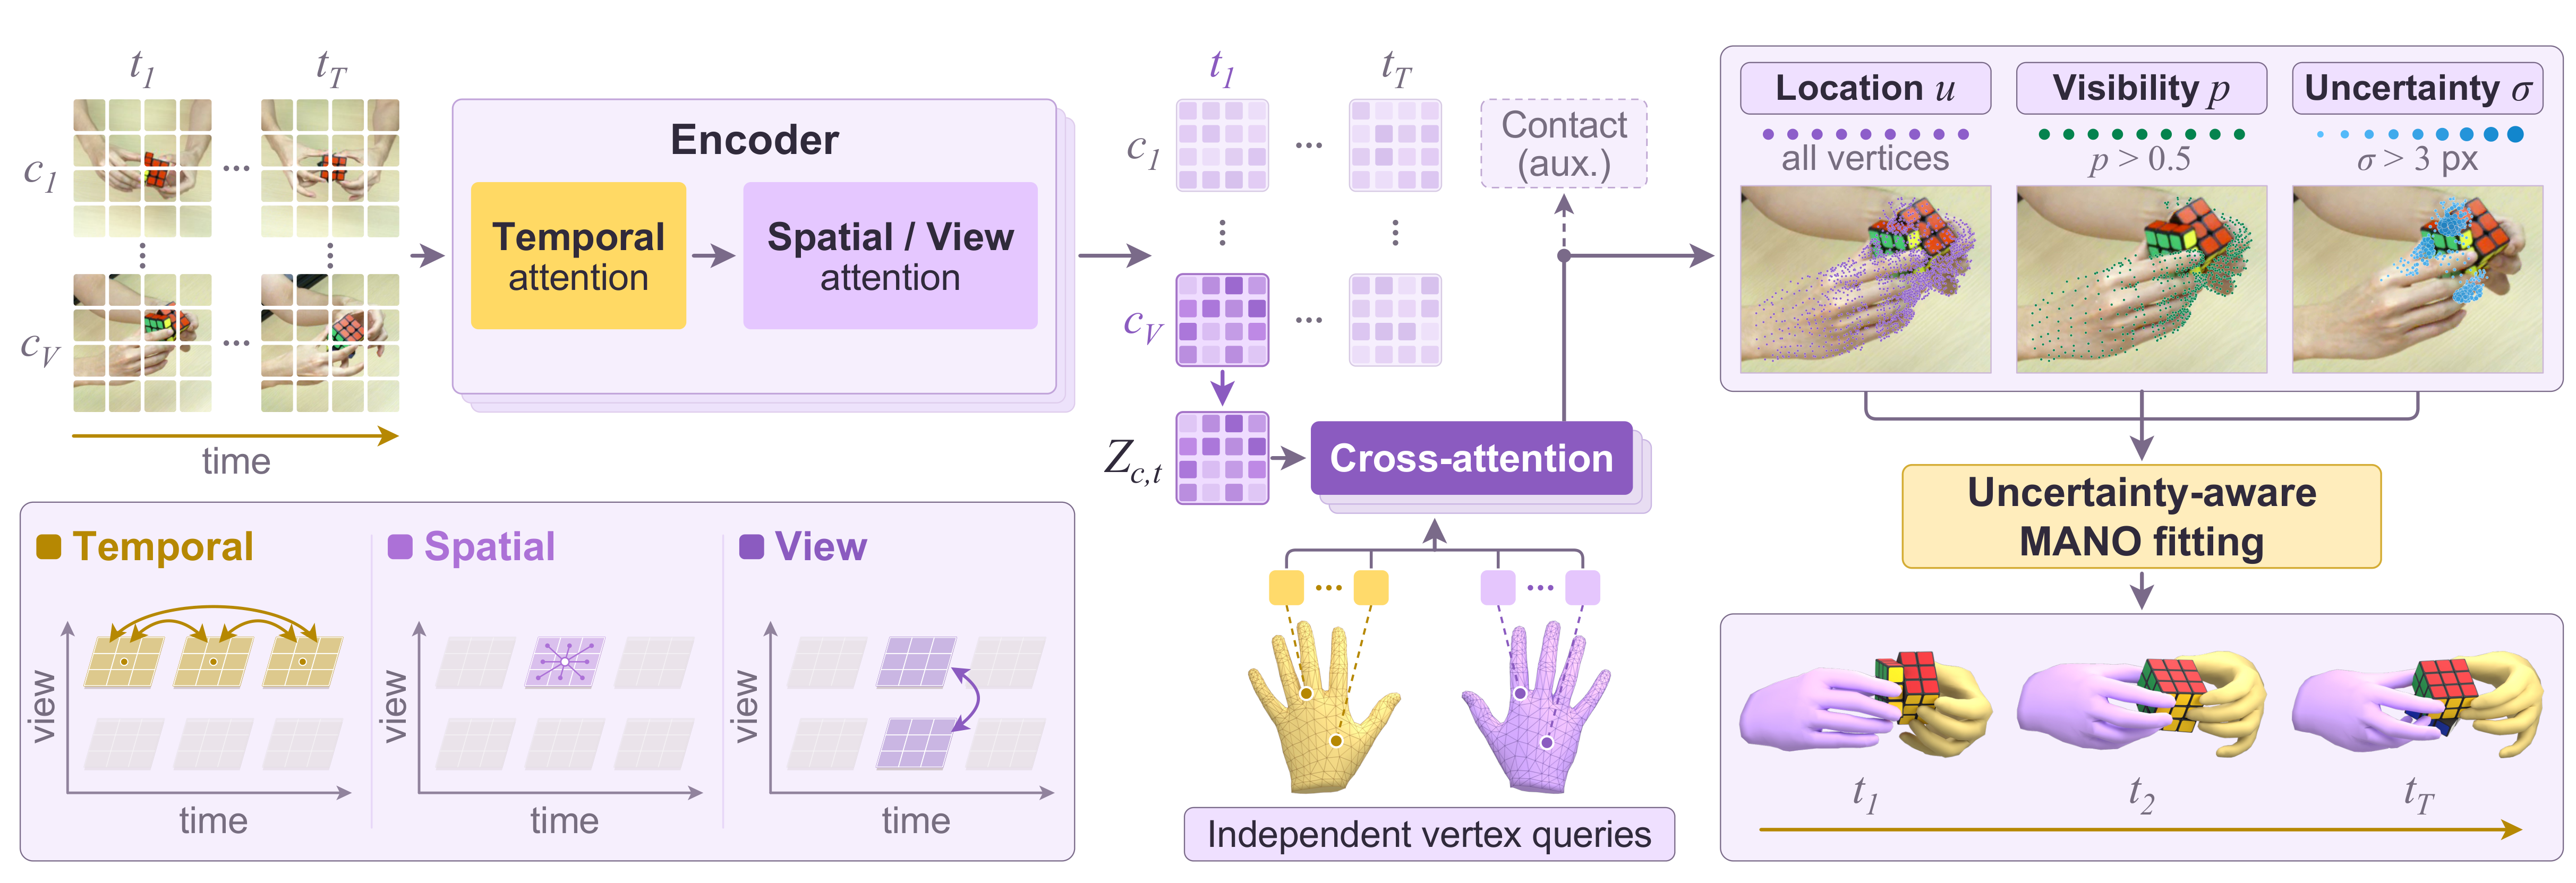 t1
tT
c1
...
cV
...
time
Encoder
Temporal
attention
Spatial / View
attention
t1
tT
c1
...
cV
...
Zc,t
Contact
(aux.)
Cross-attention
Independent vertex queries
Location u
all vertices
Visibility p
p > 0.5
Uncertainty σ
σ > 3 px
Uncertainty-aware
MANO fitting
t1
t2
tT
Temporal
view
time
Spatial
view
time
View
view
time